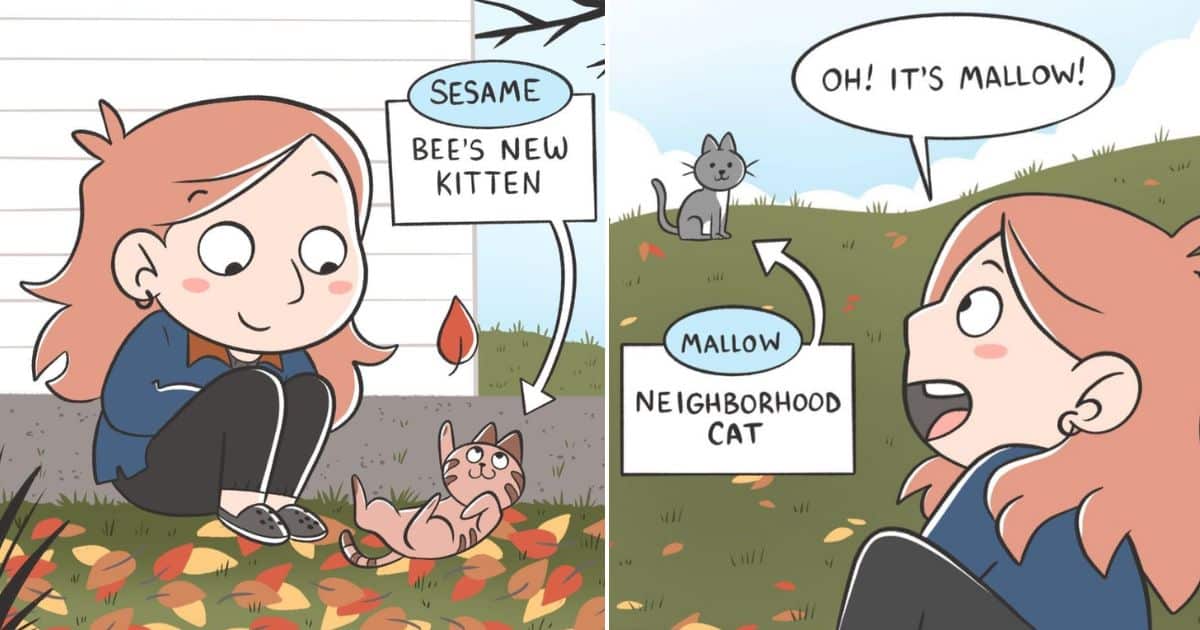 SESAME
BEE'S NEW
KITTEN
OH! IT'S MALLOW!
MALLOW
NEIGHBORHOOD
CAT